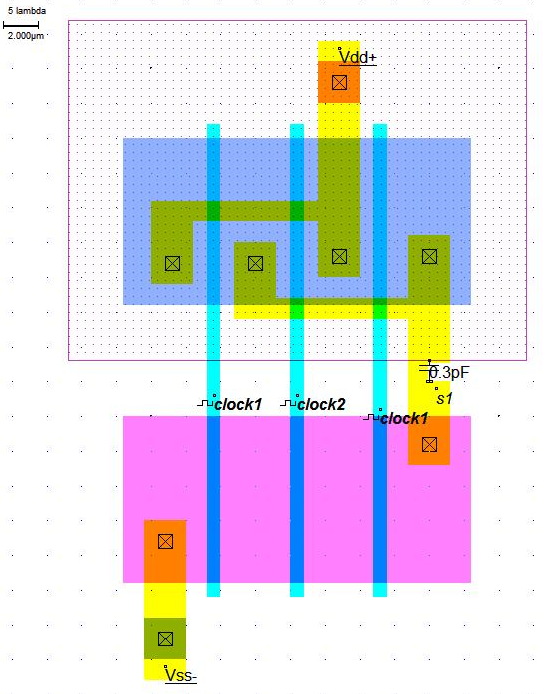 5 lambda
2.000µm
Vdd+
0.3pF
s1
clock1
clock2
clock1
Vss-